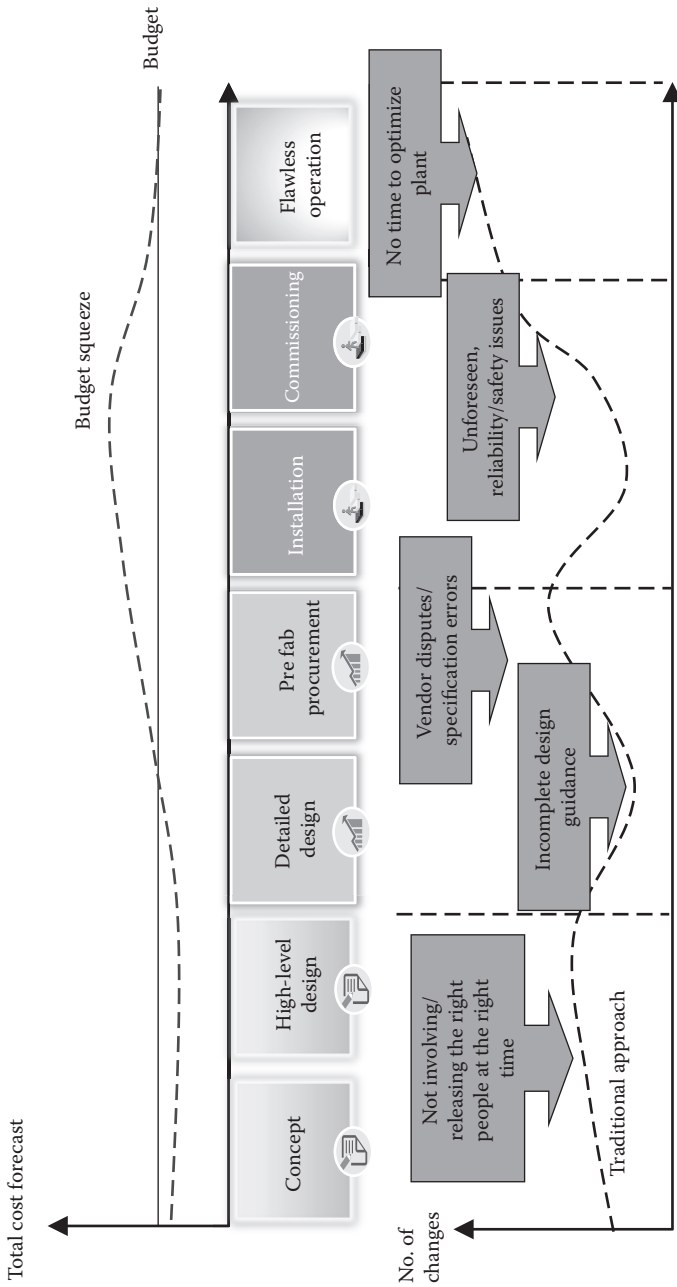 Total cost forecast
Budget squeeze
Budget
Concept
High-level
design
Detailed
design
Pre fab
procurement
Installation
Commissioning
Flawless
operation
No. of
changes
Not involving/
releasing the right
people at the right
time
Incomplete design
guidance
Vendor disputes/
specification errors
Unforeseen,
reliability/safety issues
No time to optimize
plant
Traditional approach